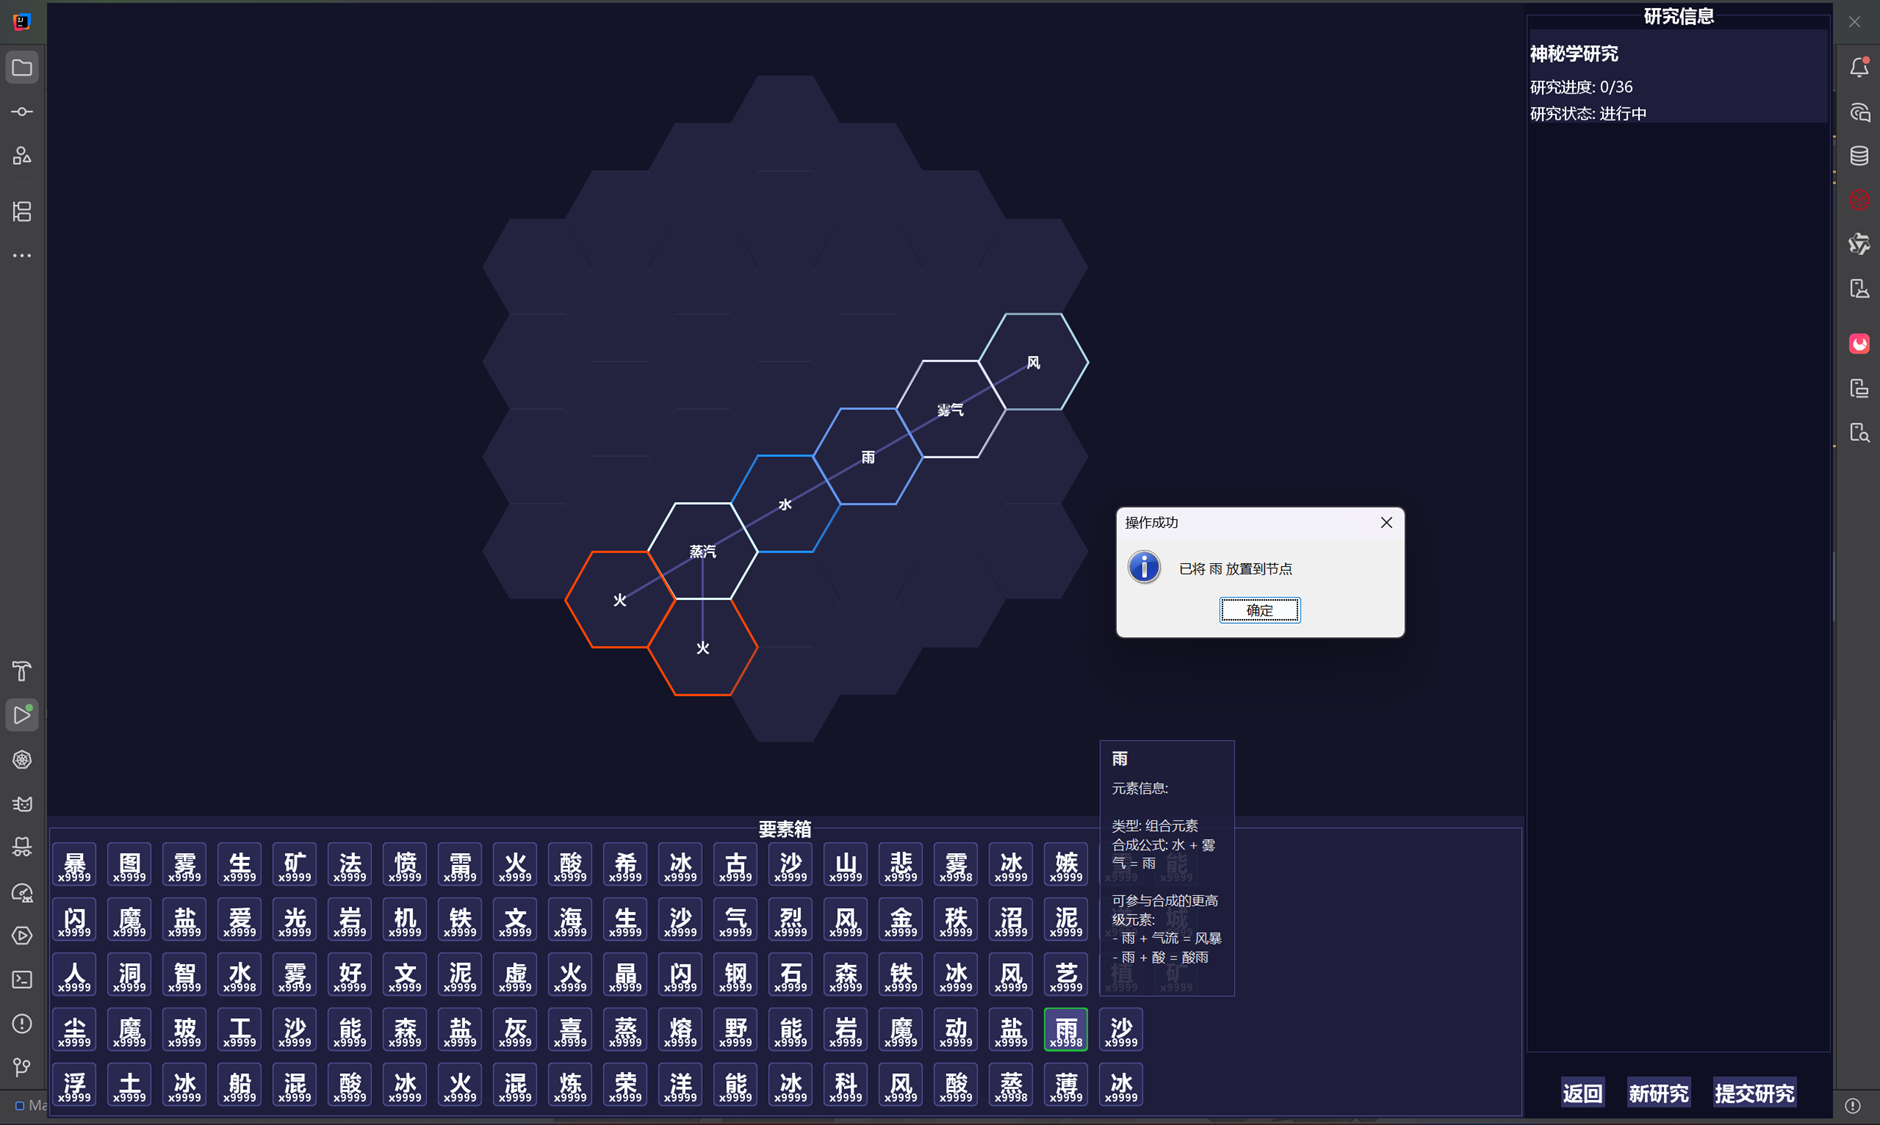 研究信息
神秘学研究
研究进度: 0/36
研究状态: 进行中
风
雾气
雨
水
蒸汽
火
火
操作成功
已将 雨 放置到节点
确定
雨
元素信息:
类型: 组合元素
合成公式: 水 + 雾
气 = 雨
可参与合成的更高
级元素:
- 雨 + 气流 = 风暴
- 雨 + 酸 = 酸雨
要素箱
暴 图 雾 生 矿 法 愤 雷 火 酸 希 冰 古 沙 山 悲 雾 冰 嫉 能
x9999 x9999 x9999 x9999 x9999 x9999 x9999 x9999 x9999 x9999 x9999 x9999 x9999 x9999 x9999 x9999 x9998 x9999 x9999 x9999 x9999
闪 魔 盐 爱 光 岩 机 铁 文 海 生 沙 气 烈 风 金 秩 沼 泥 城
x9999 x9999 x9999 x9999 x9999 x9999 x9999 x9999 x9999 x9999 x9999 x9999 x9999 x9999 x9999 x9999 x9999 x9999 x9999 x9999 x9999
人 洞 智 水 雾 好 文 泥 虚 火 晶 闪 钢 石 森 铁 冰 风 艺 植 矿
x9999 x9999 x9999 x9998 x9999 x9999 x9999 x9999 x9999 x9999 x9999 x9999 x9999 x9999 x9999 x9999 x9999 x9999 x9999 x9999 x9999
尘 魔 玻 工 沙 能 森 盐 灰 喜 蒸 熔 野 能 岩 魔 动 盐 雨 沙
x9999 x9999 x9999 x9999 x9999 x9999 x9999 x9999 x9999 x9999 x9999 x9999 x9999 x9999 x9999 x9999 x9999 x9999 x9998 x9999
浮 土 冰 船 混 酸 冰 火 混 炼 荣 洋 能 冰 科 风 酸 蒸 薄 冰
x9999 x9999 x9999 x9999 x9999 x9999 x9999 x9999 x9999 x9999 x9999 x9999 x9999 x9999 x9999 x9999 x9999 x9998 x9999 x9999
返回 新研究 提交研究
Ma